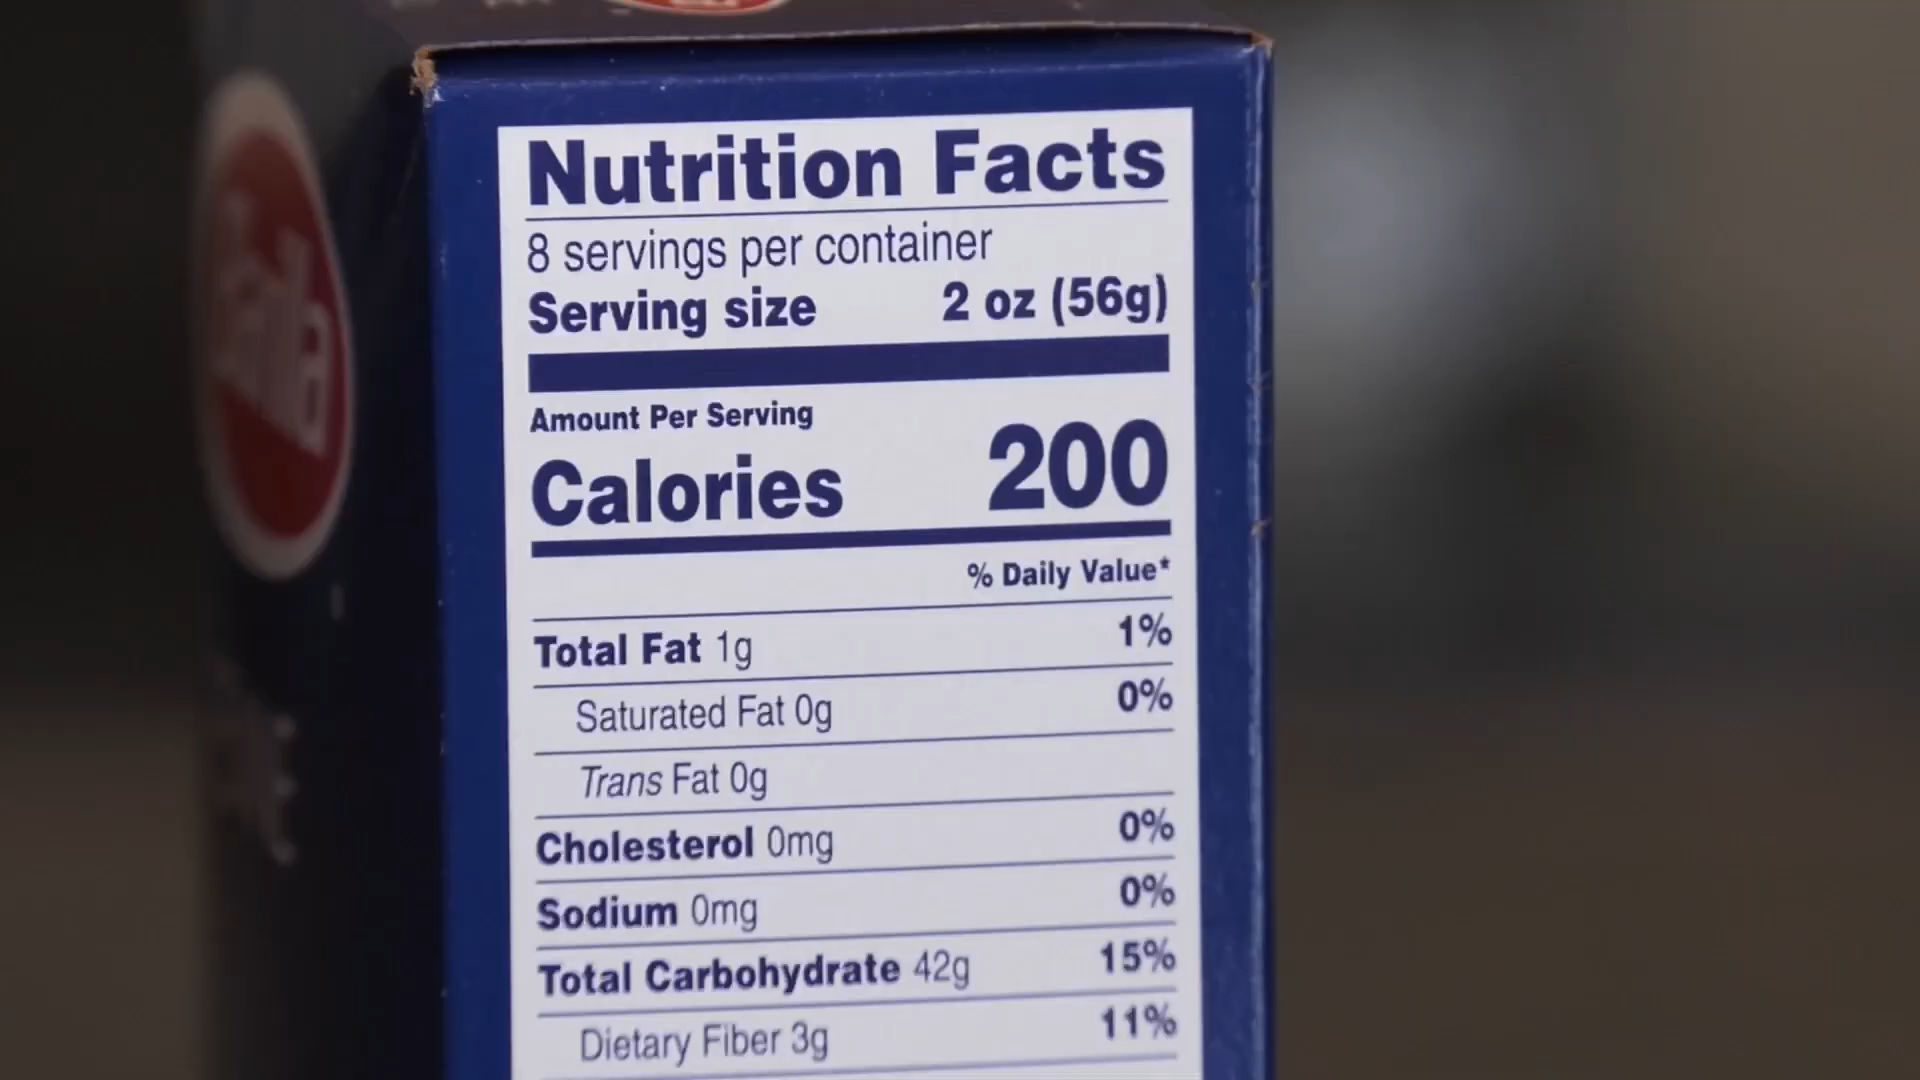 Nutrition Facts
8 servings per container
Serving size 2 oz (56g)
Amount Per Serving
Calories 200
% Daily Value*
Total Fat 1g 1%
Saturated Fat 0g 0%
Trans Fat 0g
Cholesterol 0mg 0%
Sodium 0mg 0%
Total Carbohydrate 42g 15%
Dietary Fiber 3g 11%